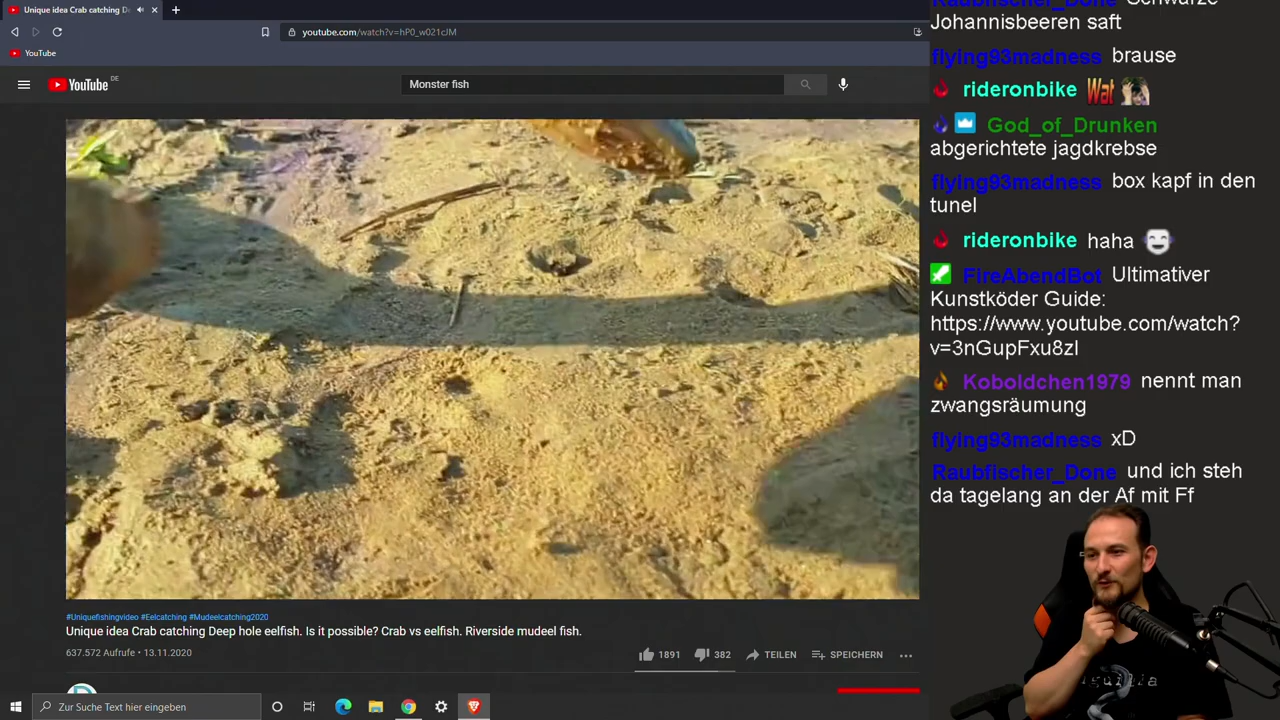 Unique idea Crab catching D
youtube.com/watch?v=hP0_w021cJM
YouTube
YouTube DE
Monster fish
#Uniquefishingvideo #Eelcatching #Mudeelcatching2020
Unique idea Crab catching Deep hole eelfish. Is it possible? Crab vs eelfish. Riverside mudeel fish.
637.572 Aufrufe • 13.11.2020
1891
382
TEILEN
SPEICHERN
Zur Suche Text hier eingeben
Raubfischer_Done Schwarze
Johannisbeeren saft
flying93madness brause
rideronbike Wat
God_of_Drunken
abgerichtete jagdkrebse
flying93madness box kapf in den
tunel
rideronbike haha
FireAbendBot Ultimativer
Kunstköder Guide:
https://www.youtube.com/watch?
v=3nGupFxu8zI
Koboldchen1979 nennt man
zwangsräumung
flying93madness xD
Raubfischer_Done und ich steh
da tagelang an der Af mit Ff